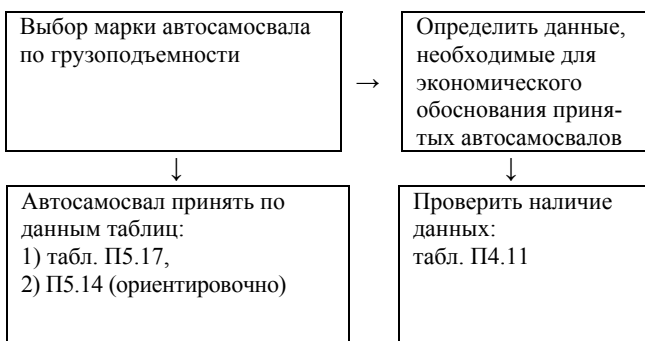 Выбор марки автосамосвала
по грузоподъемности
→
Определить данные,
необходимые для
экономического
обоснования приня-
тых автосамосвалов
↓
↓
Автосамосвал принять по
данным таблиц:
1) табл. П5.17,
2) П5.14 (ориентировочно)
Проверить наличие
данных:
табл. П4.11